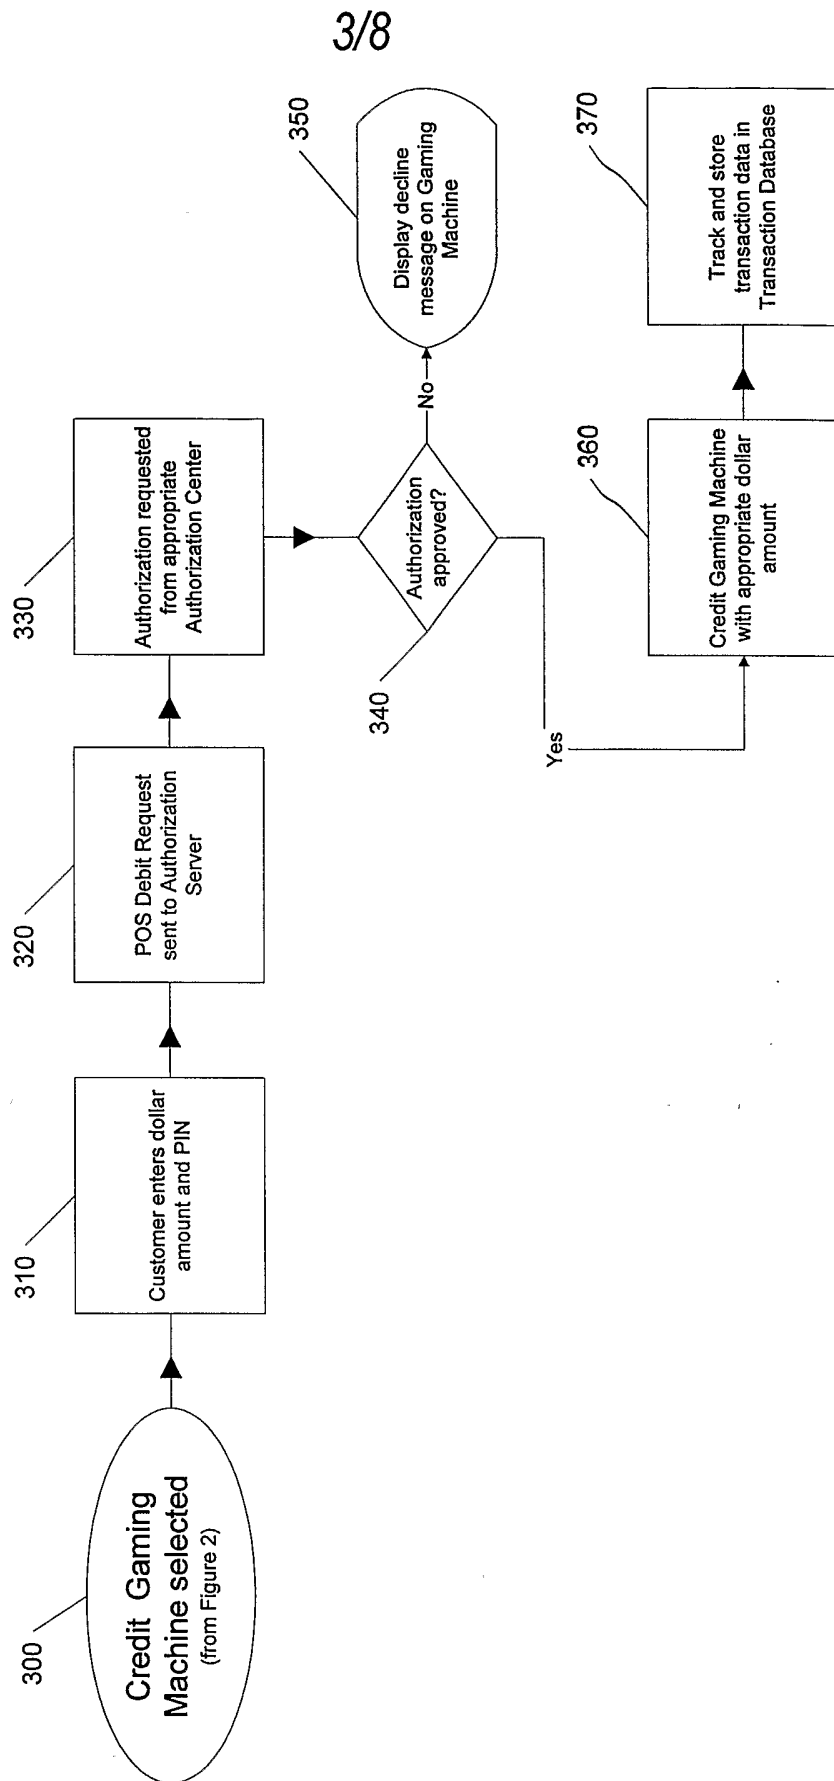 3/8
300
Credit Gaming
Machine selected
(from Figure 2)
310
Customer enters dollar
amount and PIN
320
POS Debit Request
sent to Authorization
Server
330
Authorization requested
from appropriate
Authorization Center
340
Authorization
approved?
No
350
Display decline
message on Gaming
Machine
Yes
360
Credit Gaming Machine
with appropriate dollar
amount
370
Track and store
transaction data in
Transaction Database